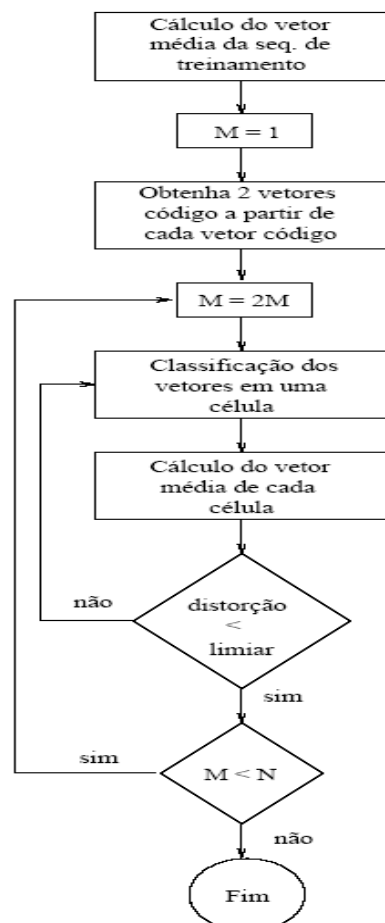 Cálculo do vetor
média da seq. de
treinamento
M = 1
Obtenha 2 vetores
código a partir de
cada vetor código
M = 2M
Classificação dos
vetores em uma
célula
Cálculo do vetor
média de cada
célula
não
distorção
<
limiar
sim
sim
M < N
não
Fim